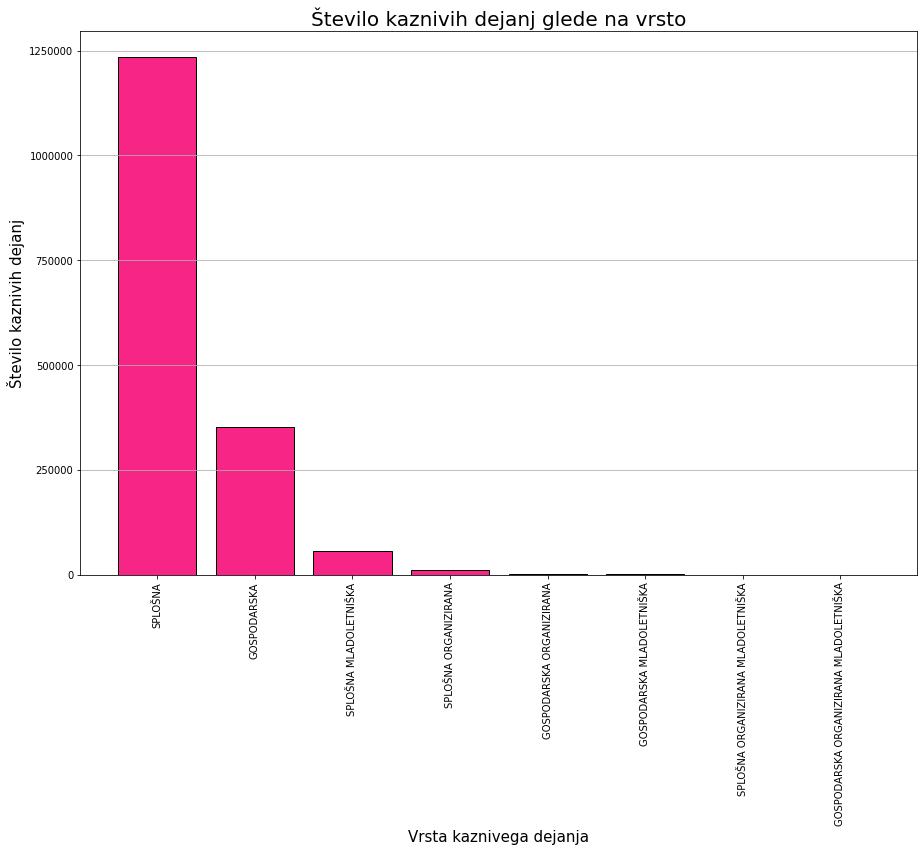 Število kaznivih dejanj glede na vrsto
Število kaznivih dejanj
1250000
1000000
750000
500000
250000
0
SPLOŠNA
GOSPODARSKA
SPLOŠNA MLADOLETNIŠKA
SPLOŠNA ORGANIZIRANA
GOSPODARSKA ORGANIZIRANA
GOSPODARSKA MLADOLETNIŠKA
SPLOŠNA ORGANIZIRANA MLADOLETNIŠKA
GOSPODARSKA ORGANIZIRANA MLADOLETNIŠKA
Vrsta kaznivega dejanja